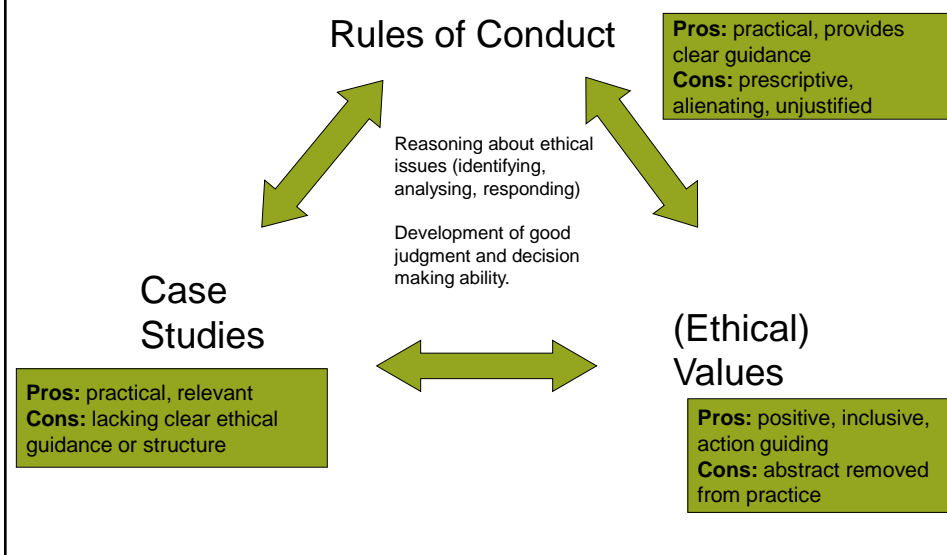 Rules of Conduct
Pros: practical, provides
clear guidance
Cons: prescriptive,
alienating, unjustified
Reasoning about ethical
issues (identifying,
analysing, responding)
Development of good
judgment and decision
making ability.
Case
Studies
Pros: practical, relevant
Cons: lacking clear ethical
guidance or structure
(Ethical)
Values
Pros: positive, inclusive,
action guiding
Cons: abstract removed
from practice